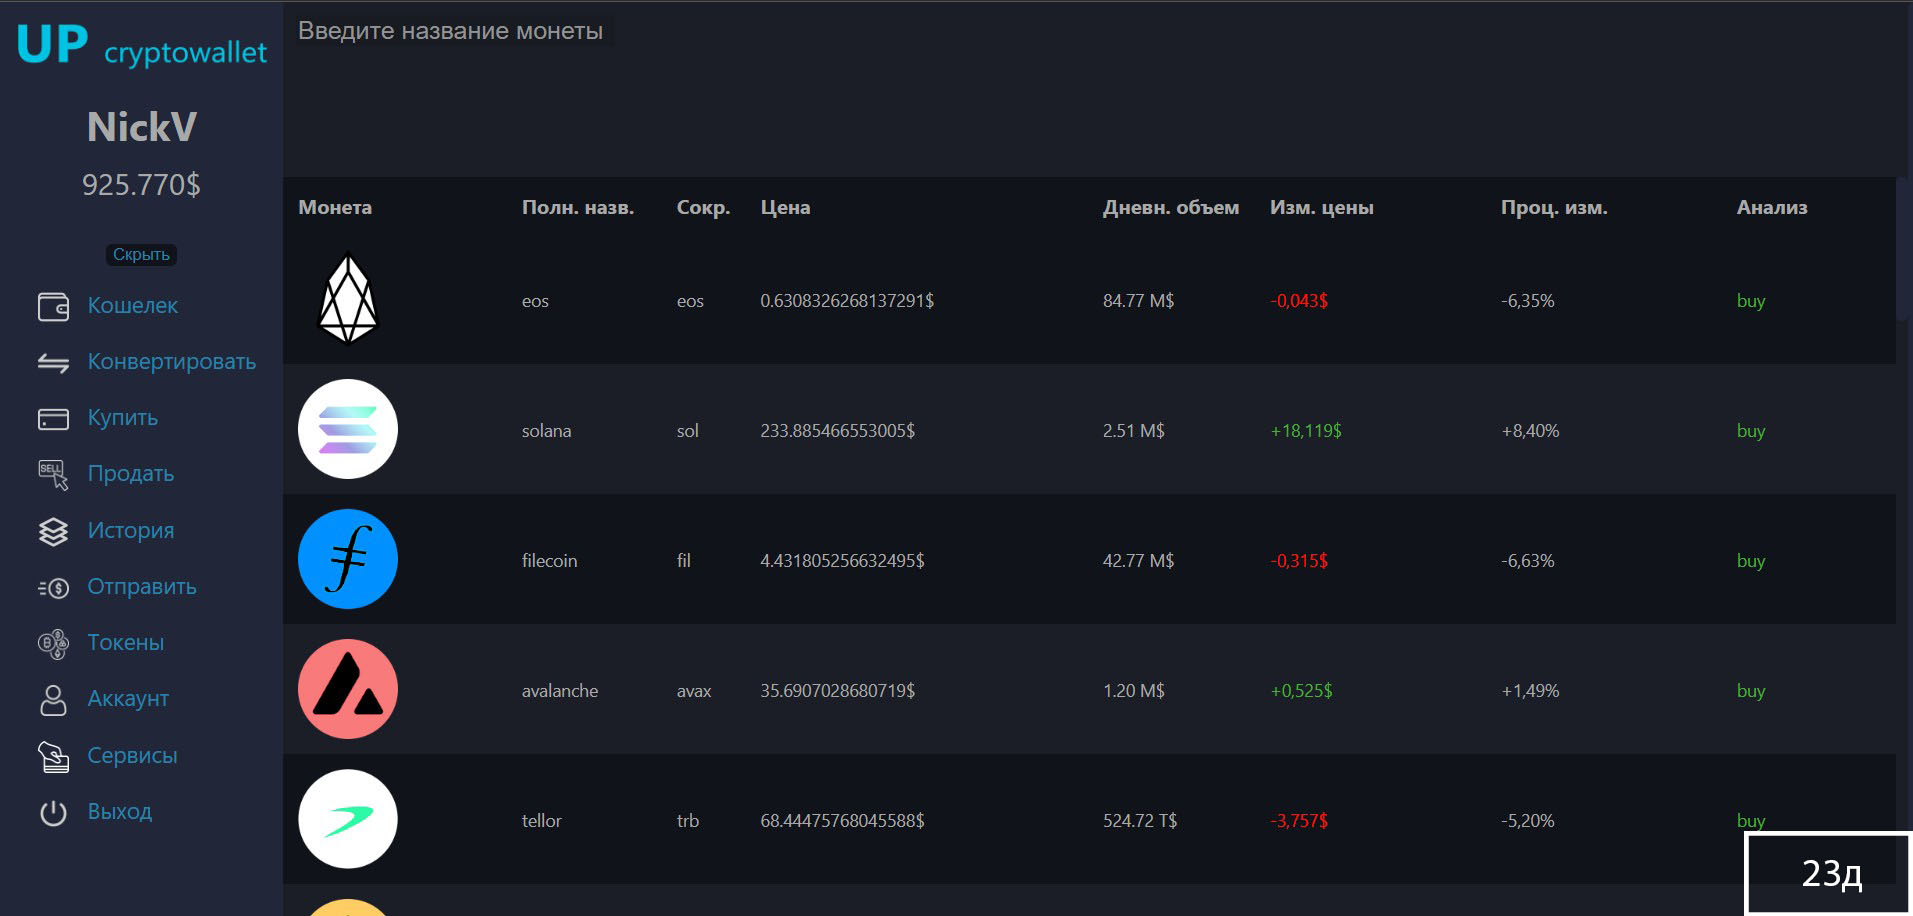 UP cryptowallet
NickV
925.770$
Скрыть
Кошелек
Конвертировать
Купить
SELL Продать
История
Отправить
Токены
Аккаунт
Сервисы
Выход
Введите название монеты
Монета Полн. назв. Сокр. Цена Дневн. объем Изм. цены Проц. изм. Анализ
eos eos 0.6308326268137291$ 84.77 M$ -0,043$ -6,35% buy
solana sol 233.885466553005$ 2.51 M$ +18,119$ +8,40% buy
filecoin fil 4.431805256632495$ 42.77 M$ -0,315$ -6,63% buy
avalanche avax 35.6907028680719$ 1.20 M$ +0,525$ +1,49% buy
tellor trb 68.44475768045588$ 524.72 T$ -3,757$ -5,20% buy
23д